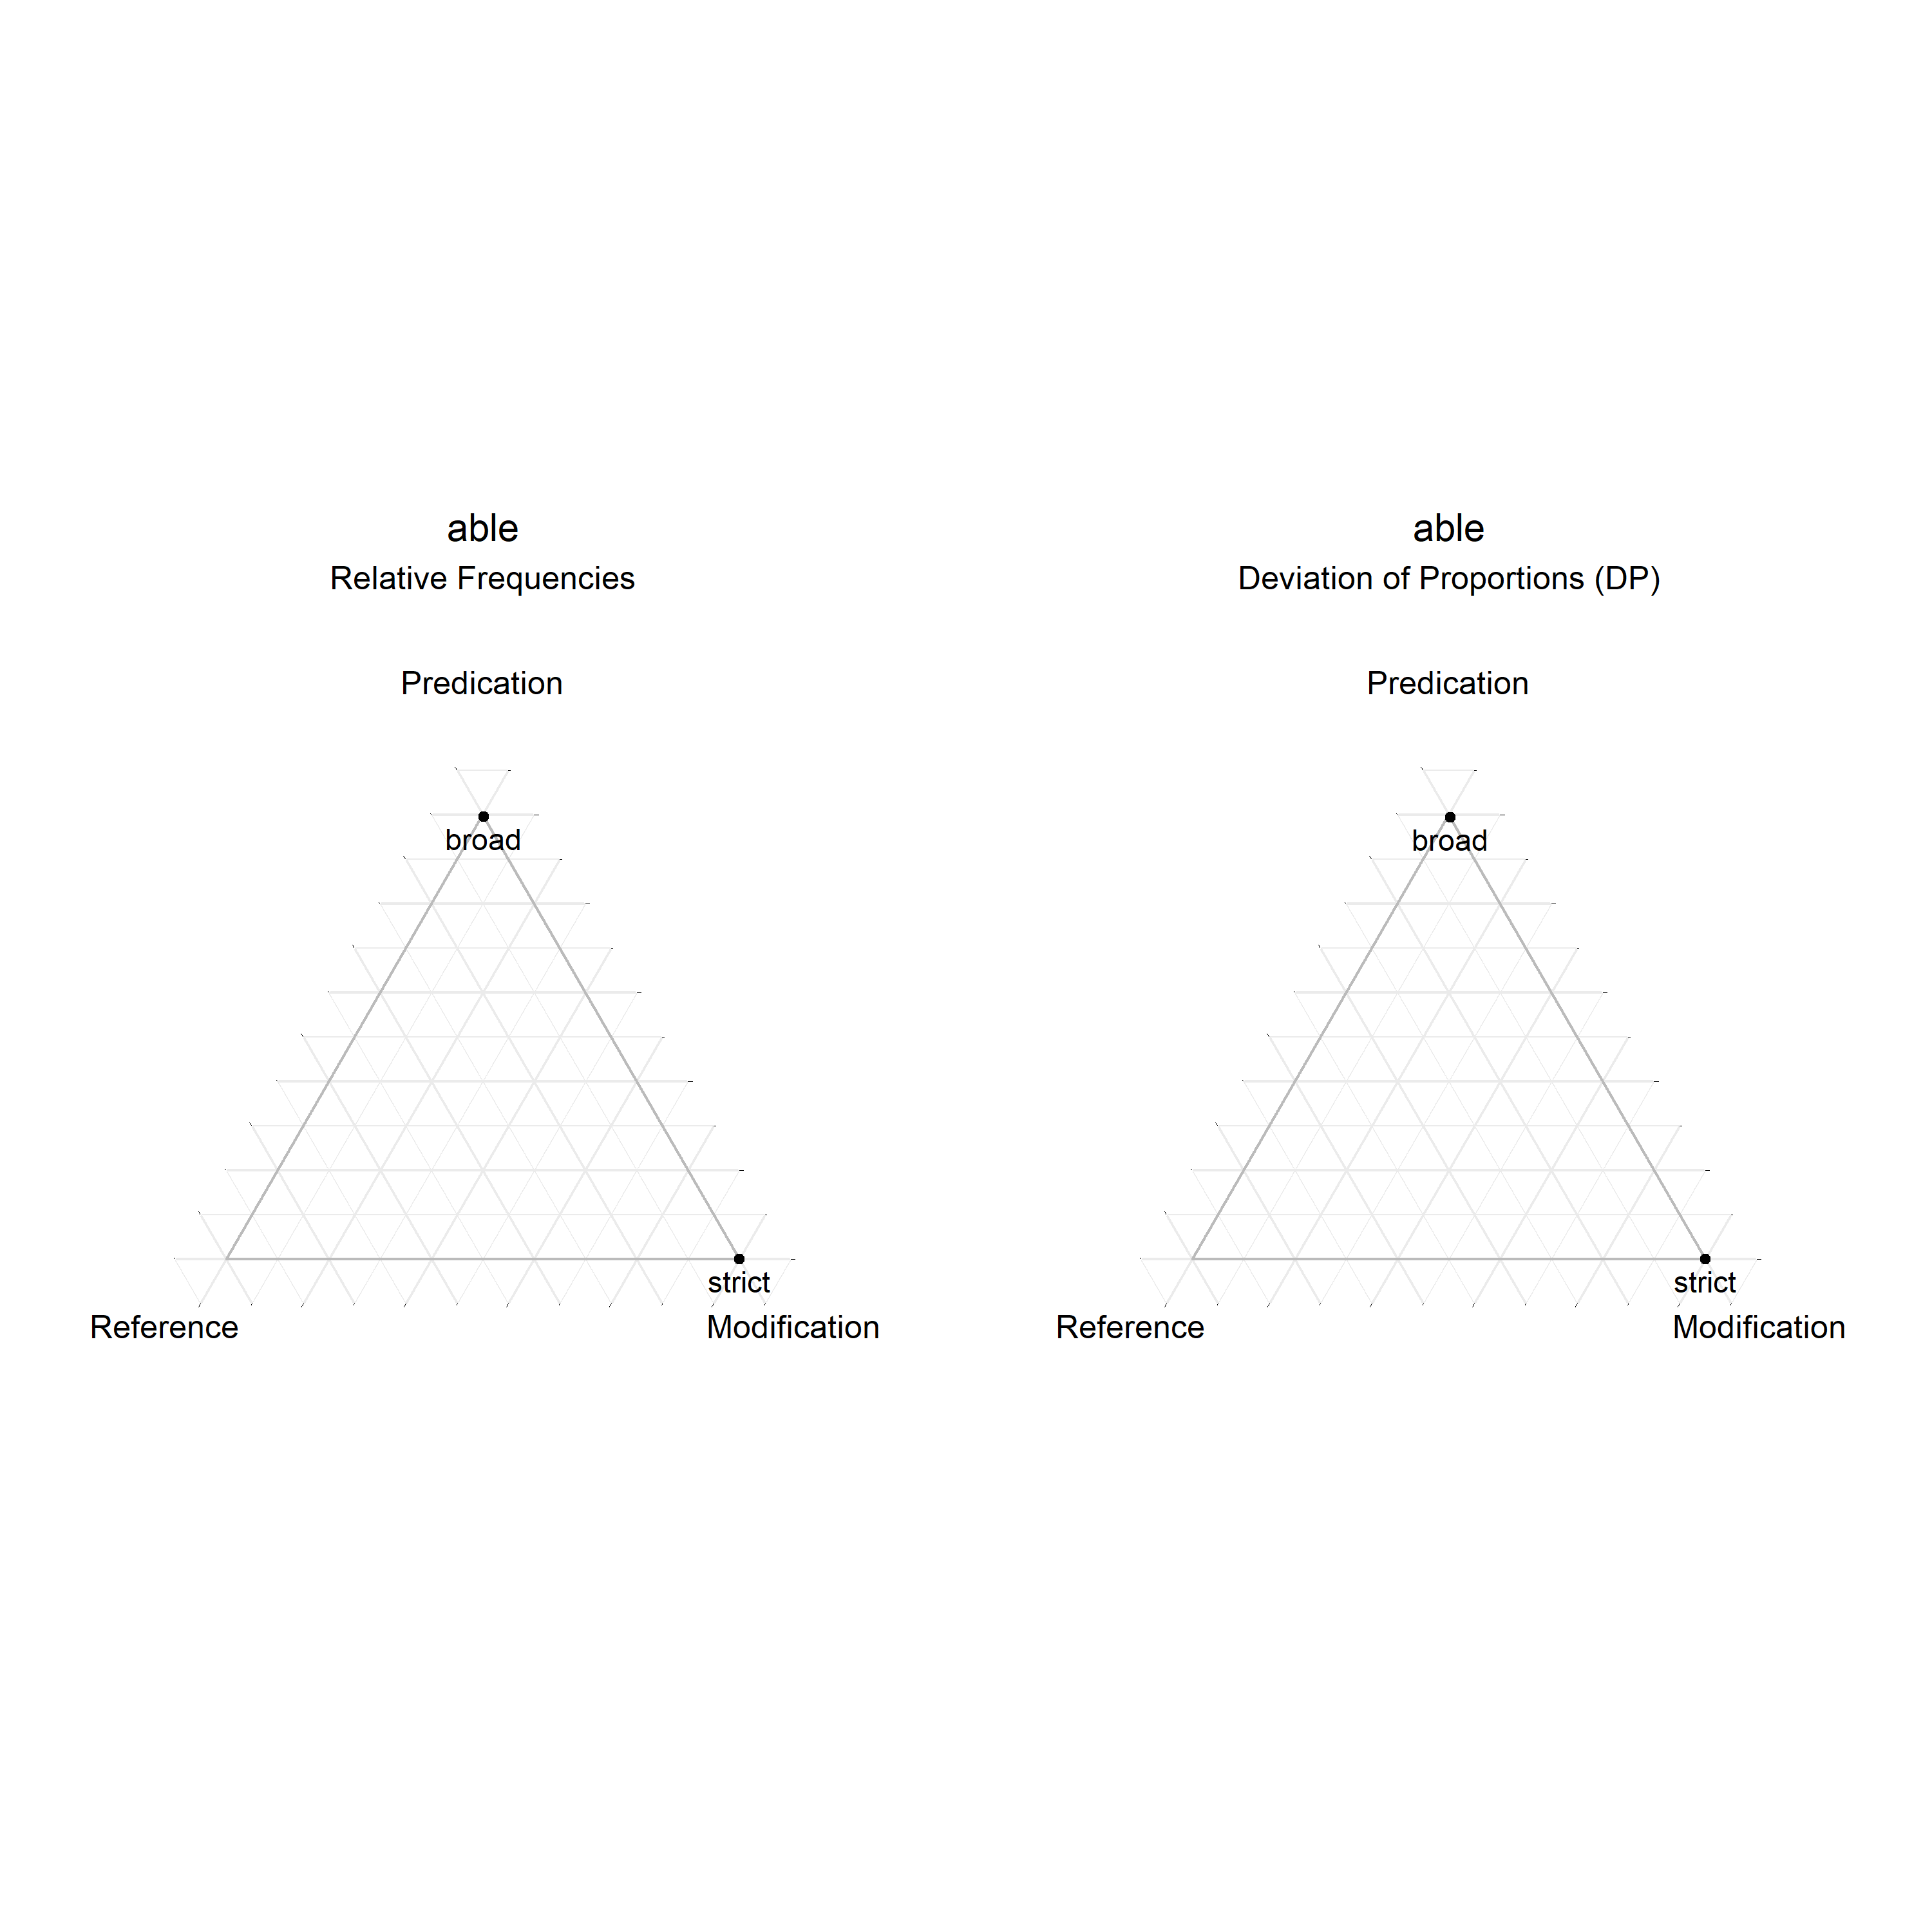 able
Relative Frequencies
Predication
broad
strict
Reference
Modification
able
Deviation of Proportions (DP)
Predication
broad
strict
Reference
Modification